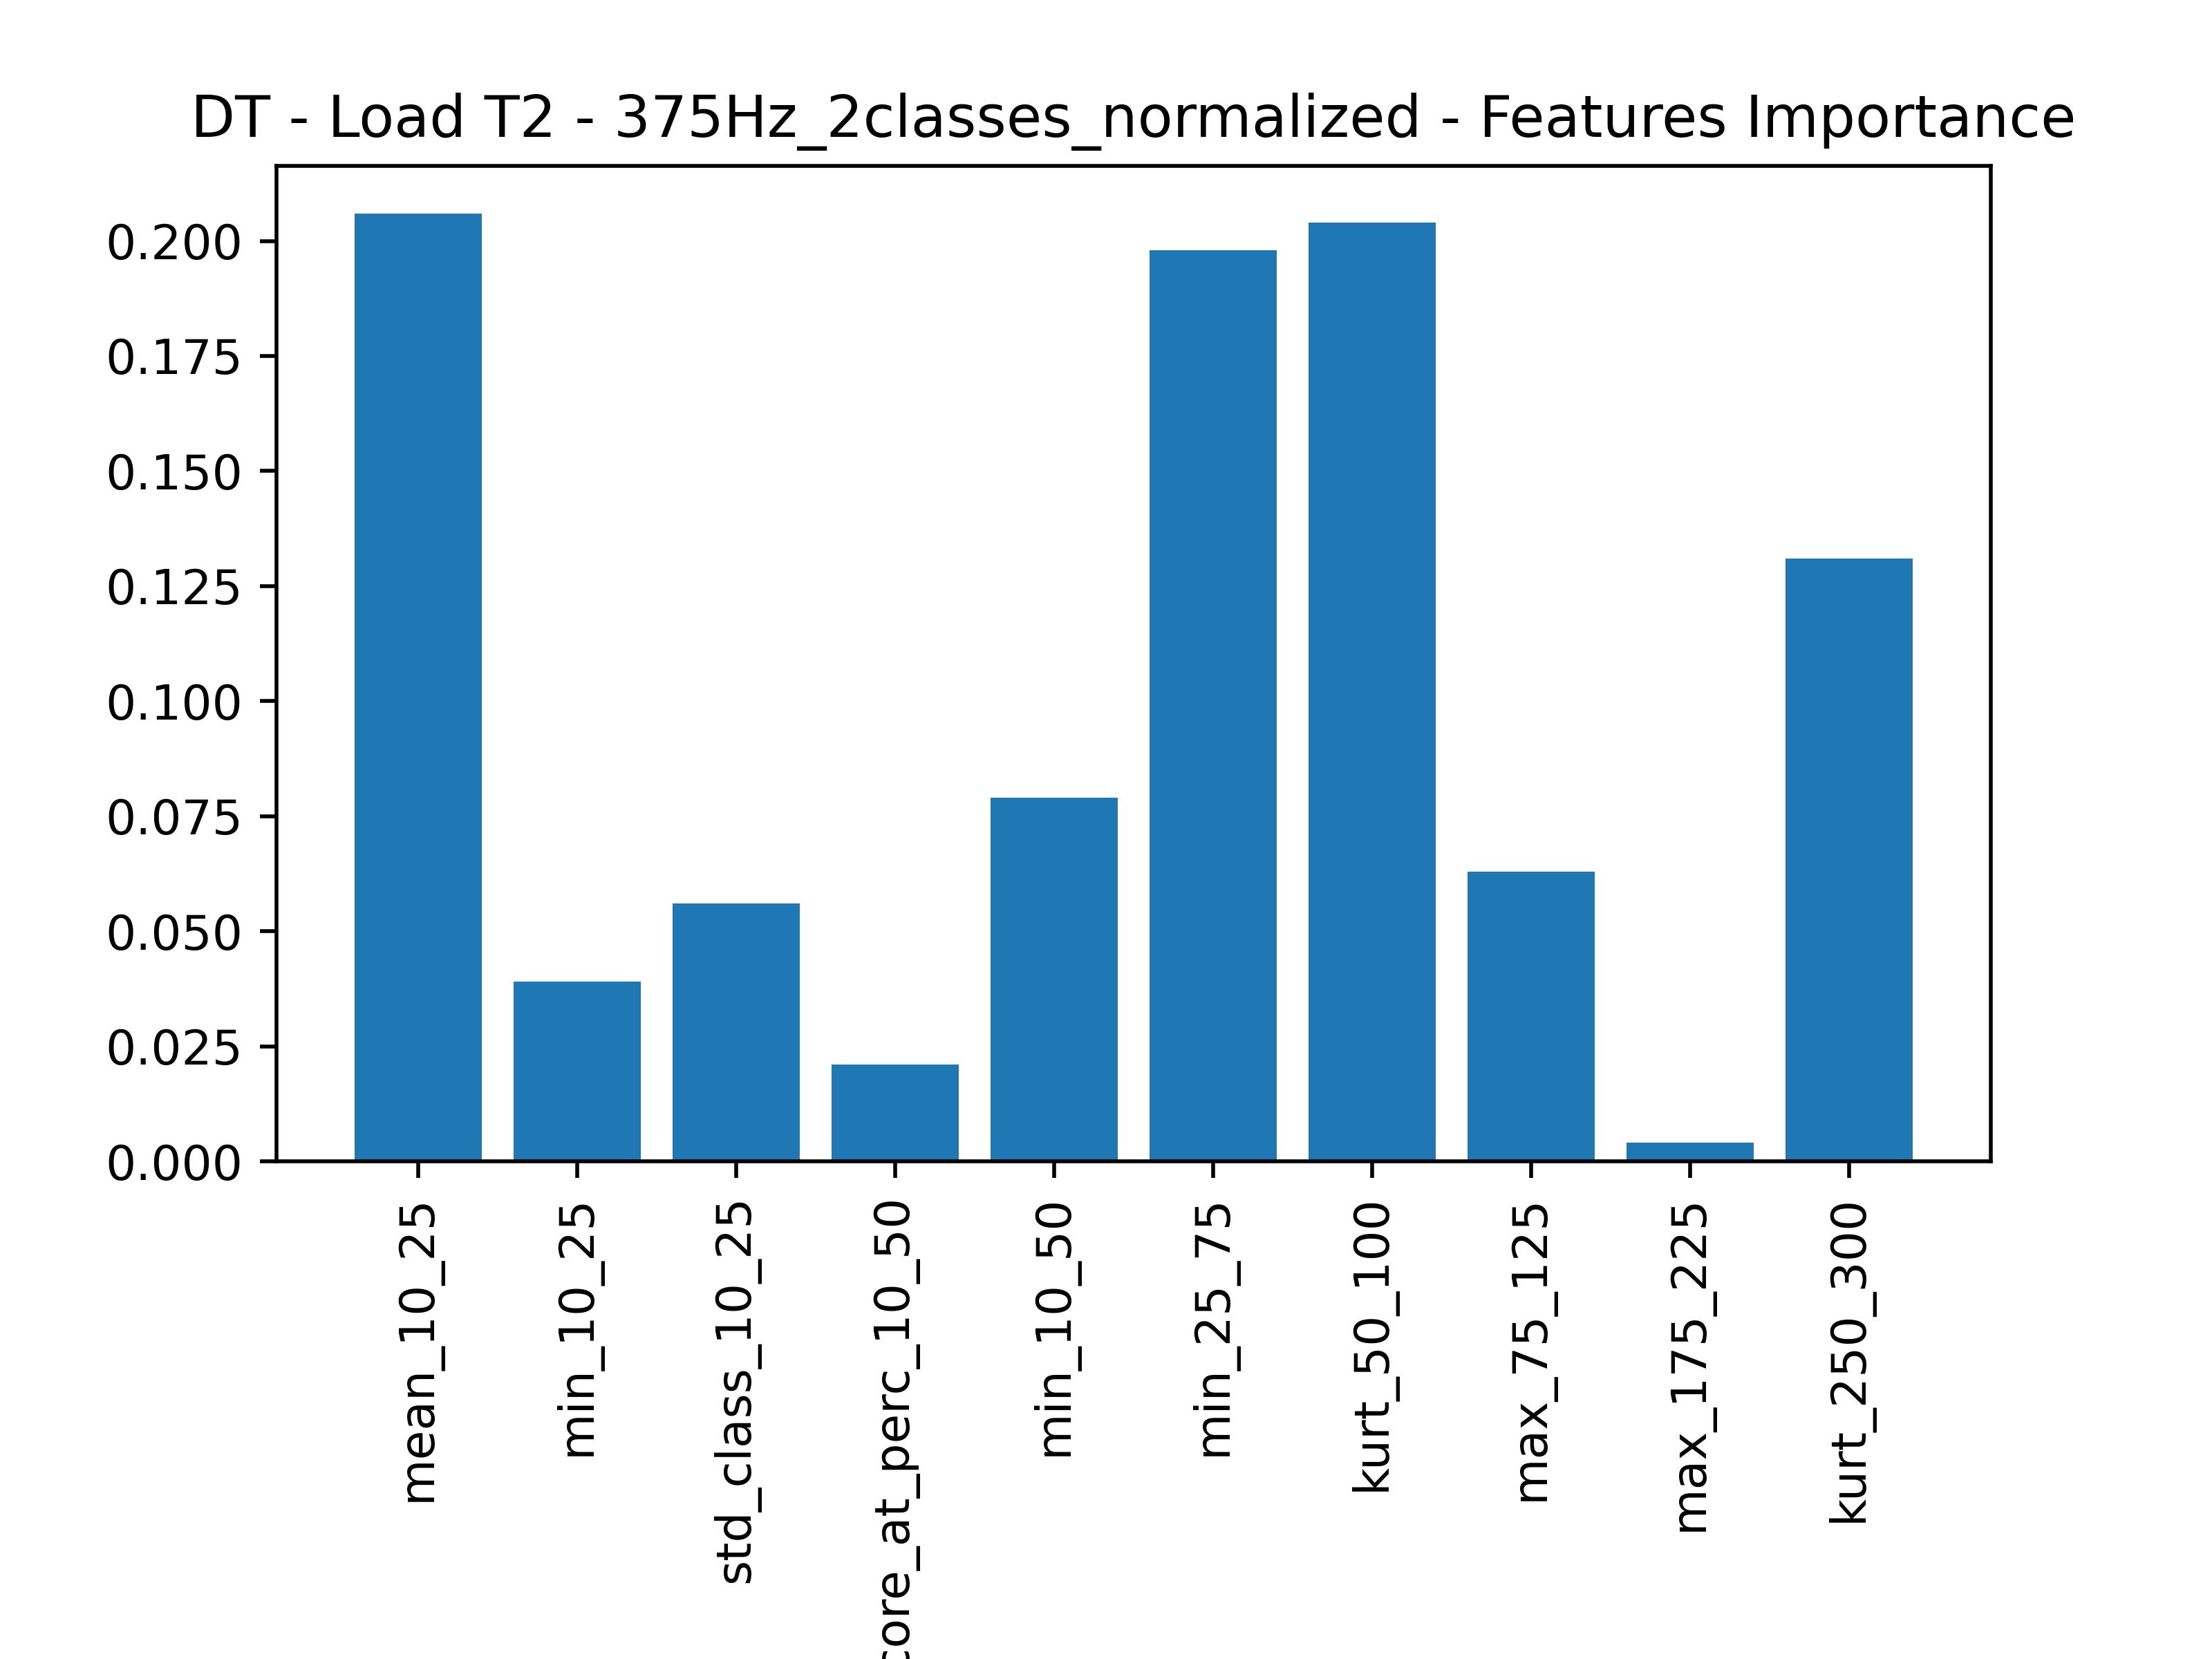 DT - Load T2 - 375Hz_2classes_normalized - Features Importance
0.200
0.175
0.150
0.125
0.100
0.075
0.050
0.025
0.000
mean_10_25
min_10_25
std_class_10_25
core_at_perc_10_50
min_10_50
min_25_75
kurt_50_100
max_75_125
max_175_225
kurt_250_300